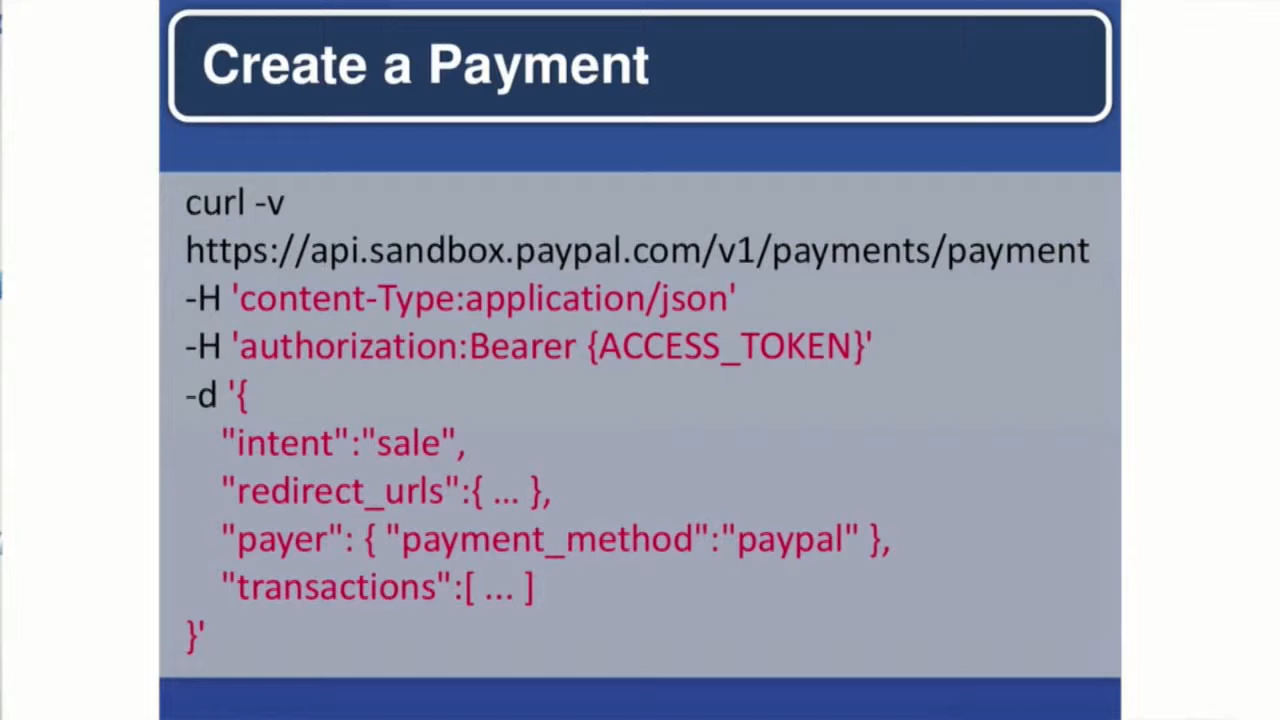 Create a Payment
curl -v
https://api.sandbox.paypal.com/v1/payments/payment
-H 'content-Type:application/json'
-H 'authorization:Bearer {ACCESS_TOKEN}'
-d '{
"intent":"sale",
"redirect_urls":{ ... },
"payer": { "payment_method":"paypal" },
"transactions":[ ... ]
}'